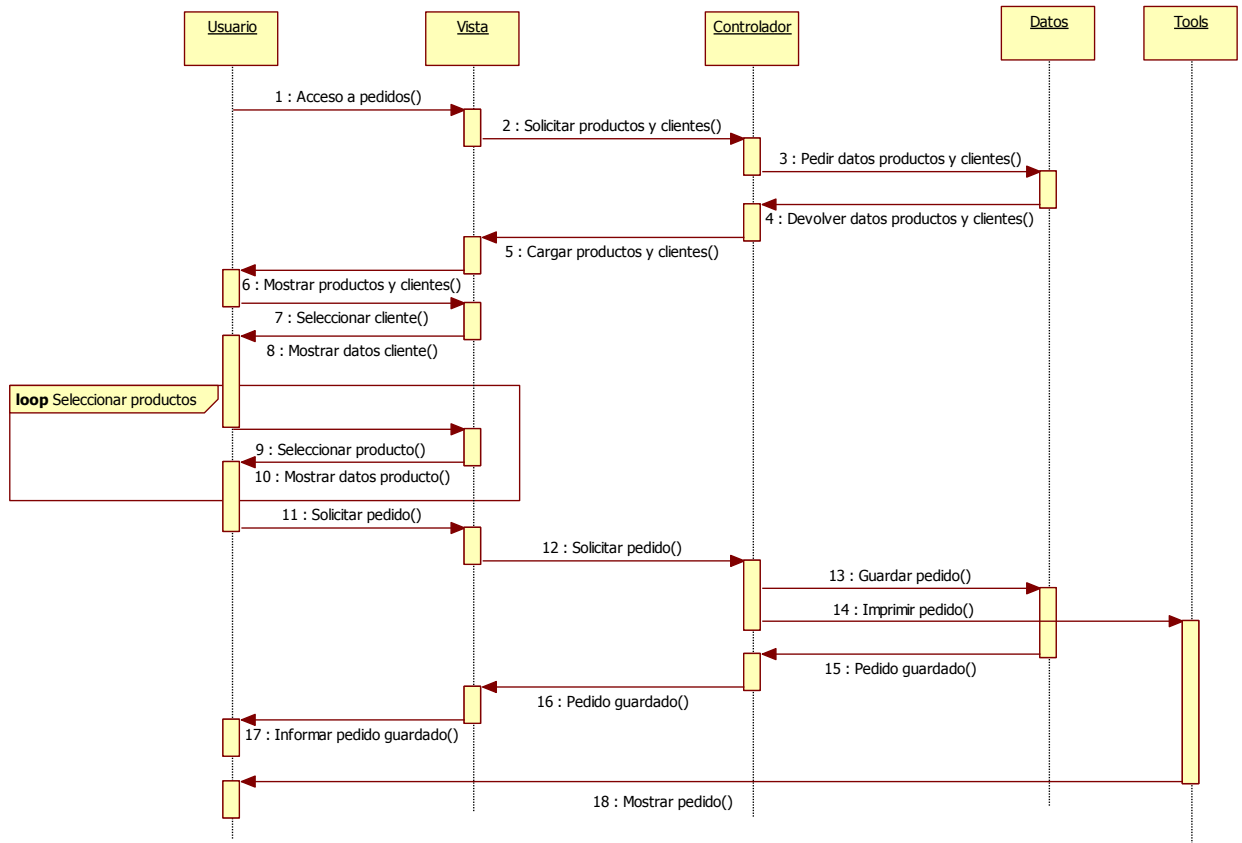 Usuario
Vista
Controlador
Datos
Tools
1 : Acceso a pedidos()
2 : Solicitar productos y clientes()
3 : Pedir datos productos y clientes()
4 : Devolver datos productos y clientes()
5 : Cargar productos y clientes()
6 : Mostrar productos y clientes()
7 : Seleccionar cliente()
8 : Mostrar datos cliente()
loop Seleccionar productos
9 : Seleccionar producto()
10 : Mostrar datos producto()
11 : Solicitar pedido()
12 : Solicitar pedido()
13 : Guardar pedido()
14 : Imprimir pedido()
15 : Pedido guardado()
16 : Pedido guardado()
17 : Informar pedido guardado()
18 : Mostrar pedido()